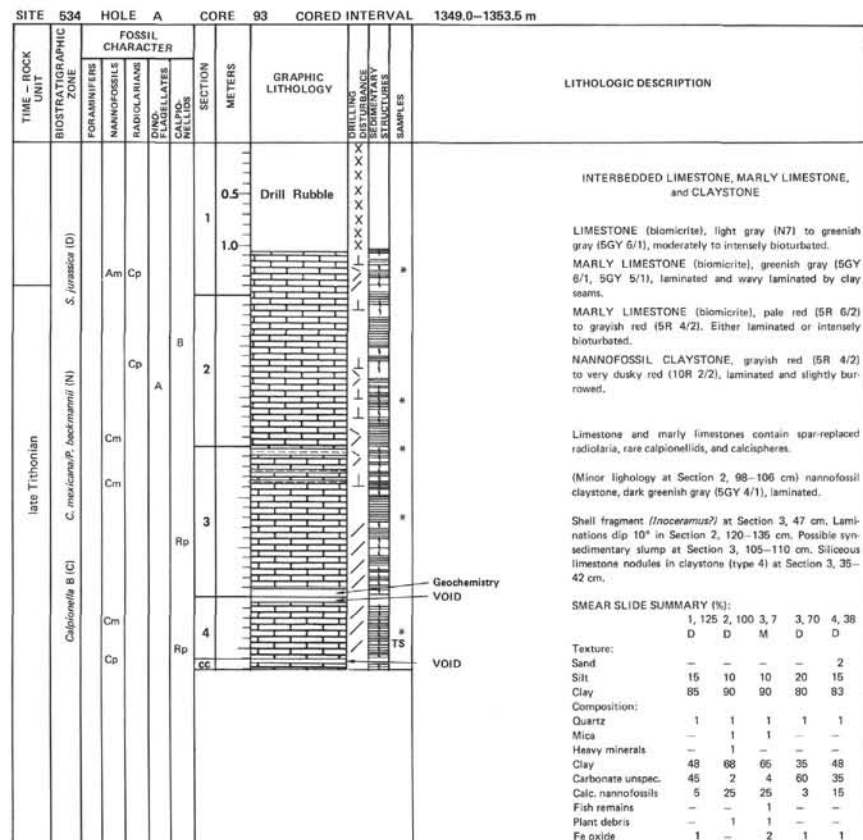 SITE 534 HOLE A CORE 93 CORED INTERVAL 1349.0–1353.5 m
TIME – ROCK UNIT
BIOSTRATIGRAPHIC ZONE
FOSSIL CHARACTER
FORAMINIFERS
NANNOFOSSILS
RADIOLARIANS
DINO-FLAGELLATES
CALPIO-NELLIDS
SECTION
METERS
GRAPHIC LITHOLOGY
DRILLING DISTURBANCE
SEDIMENTARY STRUCTURES
SAMPLES
LITHOLOGIC DESCRIPTION
late Tithonian
S. jurassica (D)
C. mexicana/P. beckmannii (N)
Calpionella B (C)
Am Cp
Cp
Cm
Cm
Cm
Cp
A
B
Rp
Rp
1
2
3
4
CC
0.5
1.0
Drill Rubble
X
X
X
X
X
X
X
X
*
*
*
*
*
TS
Geochemistry
VOID
VOID
INTERBEDDED LIMESTONE, MARLY LIMESTONE,
and CLAYSTONE
LIMESTONE (biomicrite), light gray (N7) to greenish
gray (5GY 6/1), moderately to intensely bioturbated.
MARLY LIMESTONE (biomicrite), greenish gray (5GY
6/1, 5GY 5/1), laminated and wavy laminated by clay
seams.
MARLY LIMESTONE (biomicrite), pale red (5R 6/2)
to grayish red (5R 4/2). Either laminated or intensely
bioturbated.
NANNOFOSSIL CLAYSTONE, grayish red (5R 4/2)
to very dusky red (10R 2/2), laminated and slightly bur-
rowed.
Limestone and marly limestones contain spar-replaced
radiolaria, rare calpionellids, and calcispheres.
(Minor lighology at Section 2, 98–106 cm) nannofossil
claystone, dark greenish gray (5GY 4/1), laminated.
Shell fragment (Inoceramus?) at Section 3, 47 cm. Lami-
nations dip 10° in Section 2, 120–135 cm. Possible syn-
sedimentary slump at Section 3, 105–110 cm. Siliceous
limestone nodules in claystone (type 4) at Section 3, 35–
42 cm.
SMEAR SLIDE SUMMARY (%):
1, 125 2, 100 3, 7 3, 70 4, 38
D D M D D
Texture:
Sand – – – – 2
Silt 15 10 10 20 15
Clay 85 90 90 80 83
Composition:
Quartz 1 1 1 1 1
Mica – 1 1 – –
Heavy minerals – 1 – – –
Clay 48 68 65 35 48
Carbonate unspec. 45 2 4 60 35
Calc. nannofossils 5 25 25 3 15
Fish remains – – 1 – –
Plant debris – 1 1 – –
Fe oxide 1 – 2 1 1